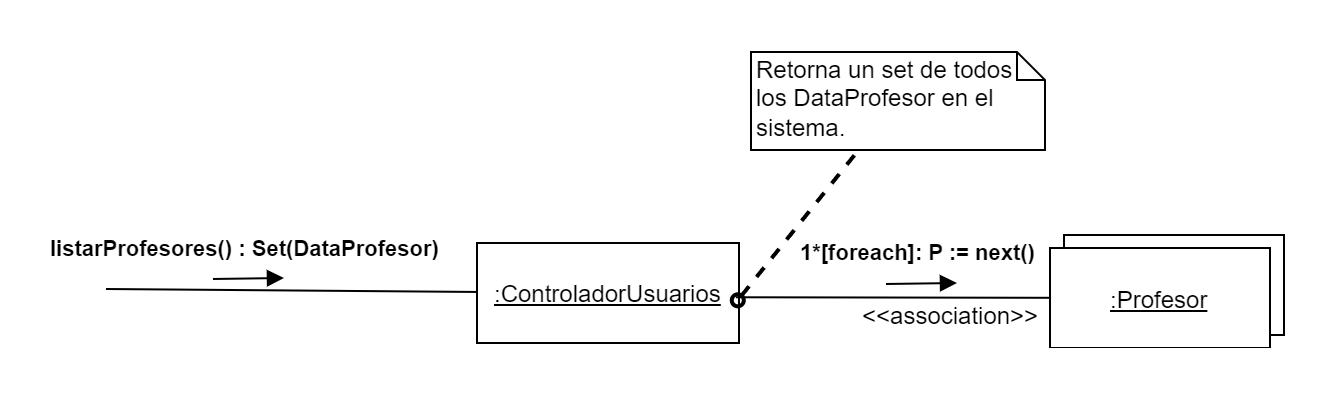 Retorna un set de todos
los DataProfesor en el
sistema.
listarProfesores() : Set(DataProfesor)
1*[foreach]: P := next()
:ControladorUsuarios
:Profesor
<<association>>